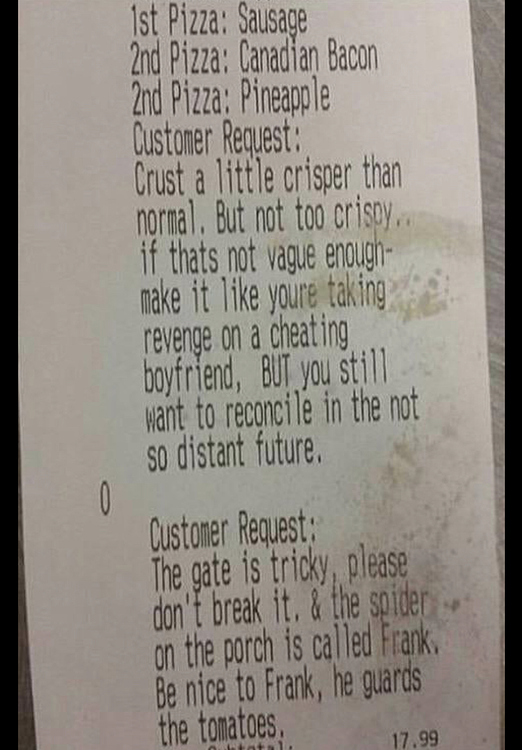 1st Pizza: Sausage
2nd Pizza: Canadian Bacon
2nd Pizza: Pineapple
Customer Request:
Crust a little crisper than
normal. But not too crispy..
if thats not vague enough-
make it like youre taking
revenge on a cheating
boyfriend, BUT you still
want to reconcile in the not
so distant future.
0
Customer Request:
The gate is tricky, please
don't break it. & the spider
on the porch is called Frank.
Be nice to Frank, he guards
the tomatoes.
Subtotal: 17.99